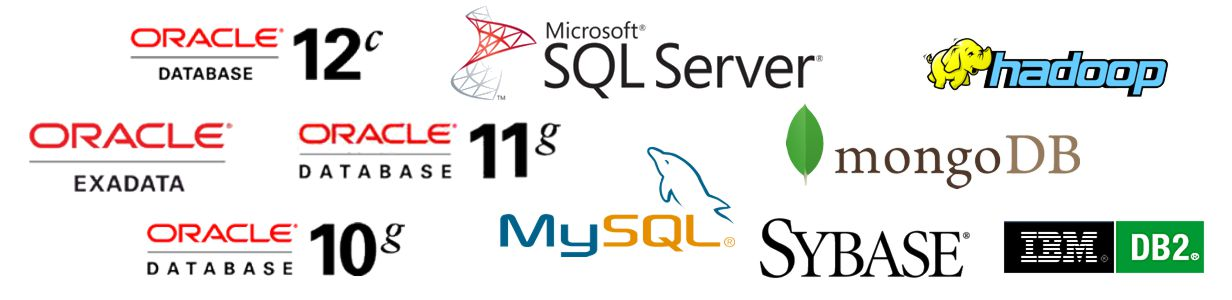 ORACLE®
DATABASE
12c
Microsoft®
SQL Server®
™
hadoop
ORACLE®
EXADATA
ORACLE®
DATABASE
11g
mongoDB
MySQL®
ORACLE®
DATABASE
10g
SYBASE®
IBM®
DB2®